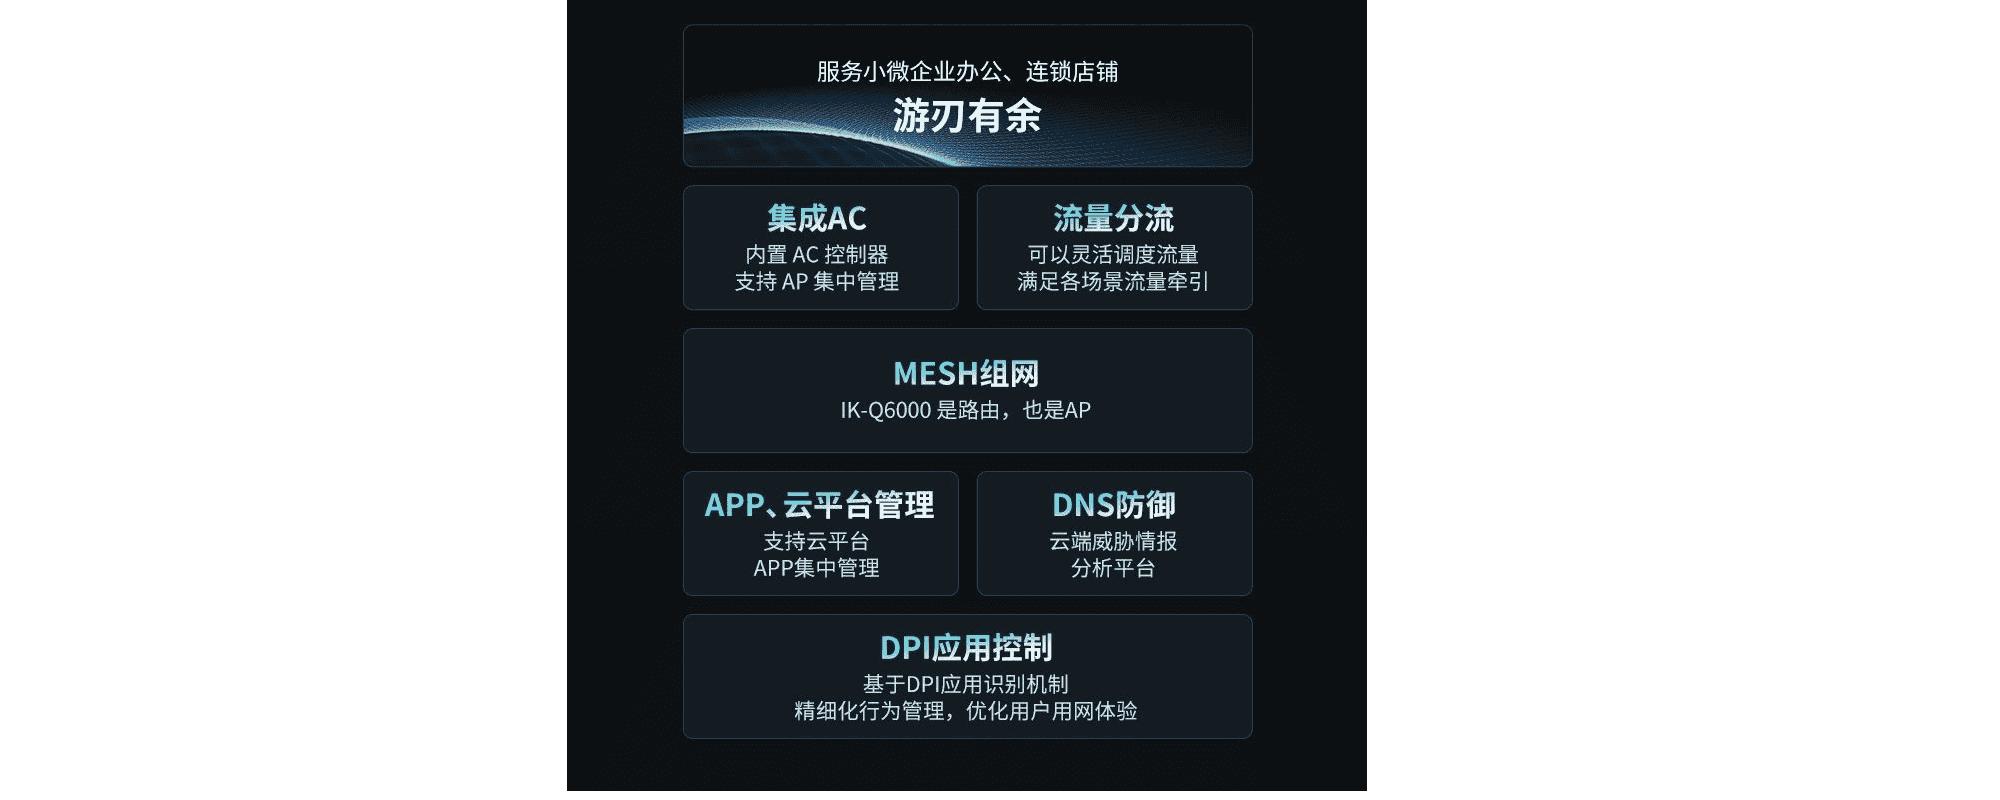 服务小微企业办公、连锁店铺
游刃有余
集成AC
内置 AC 控制器
支持 AP 集中管理
流量分流
可以灵活调度流量
满足各场景流量牵引
MESH组网
IK-Q6000 是路由，也是AP
APP、云平台管理
支持云平台
APP集中管理
DNS防御
云端威胁情报
分析平台
DPI应用控制
基于DPI应用识别机制
精细化行为管理，优化用户用网体验